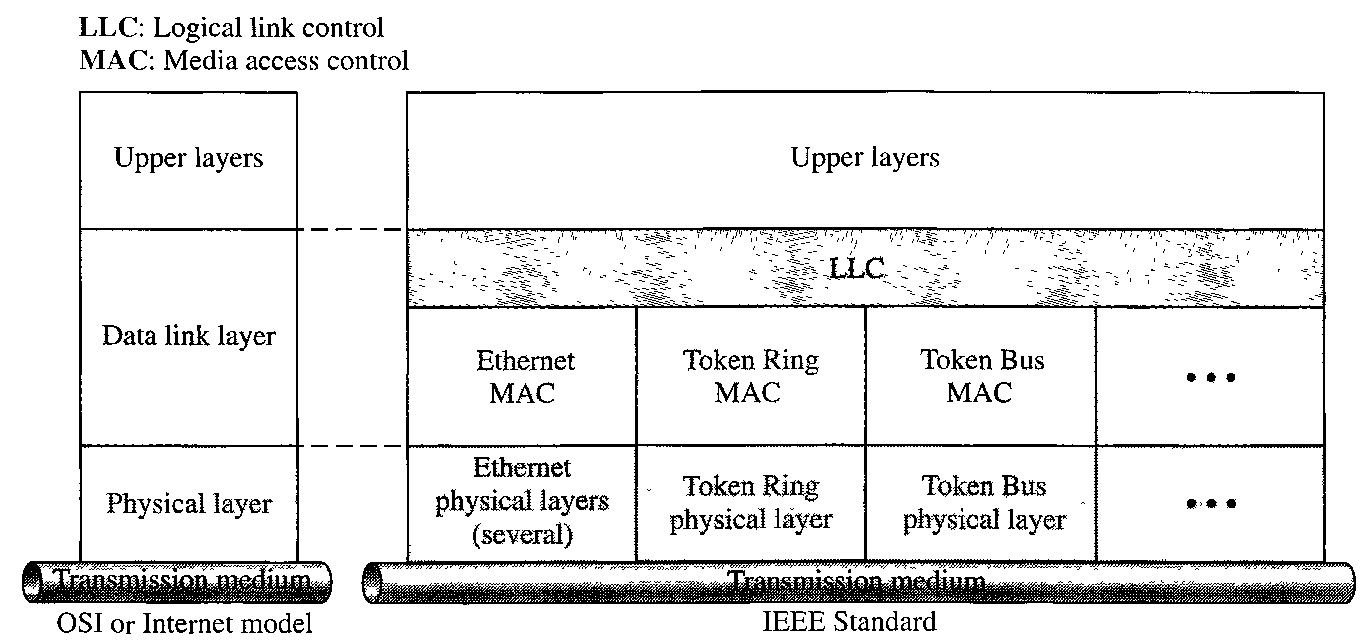 LLC: Logical link control
MAC: Media access control
Upper layers
Data link layer
Physical layer
Transmission medium
OSI or Internet model
Upper layers
LLC
Ethernet
MAC
Token Ring
MAC
Token Bus
MAC
•••
Ethernet
physical layers
(several)
Token Ring
physical layer
Token Bus
physical layer
•••
Transmission medium
IEEE Standard